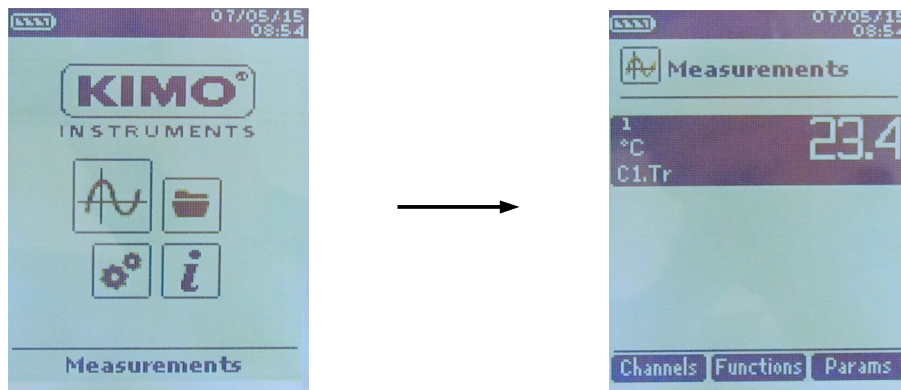 07/05/15
08:54
KIMO®
INSTRUMENTS
i
Measurements
07/05/15
08:54
Measurements
1
°C
23.4
C1.Tr
Channels Functions Params